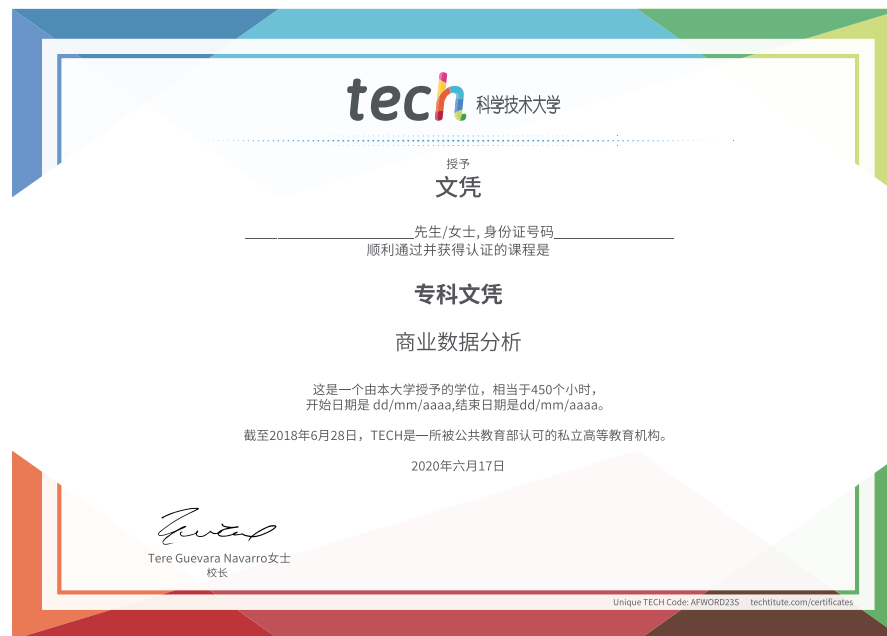 tech 科学技术大学
授予
文凭
先生/女士, 身份证号码
顺利通过并获得认证的课程是
专科文凭
商业数据分析
这是一个由本大学授予的学位，相当于450个小时，
开始日期是 dd/mm/aaaa,结束日期是dd/mm/aaaa。
截至2018年6月28日，TECH是一所被公共教育部认可的私立高等教育机构。
2020年六月17日
Tere Guevara Navarro女士
校长
Unique TECH Code: AFWORD23S techtitute.com/certificates